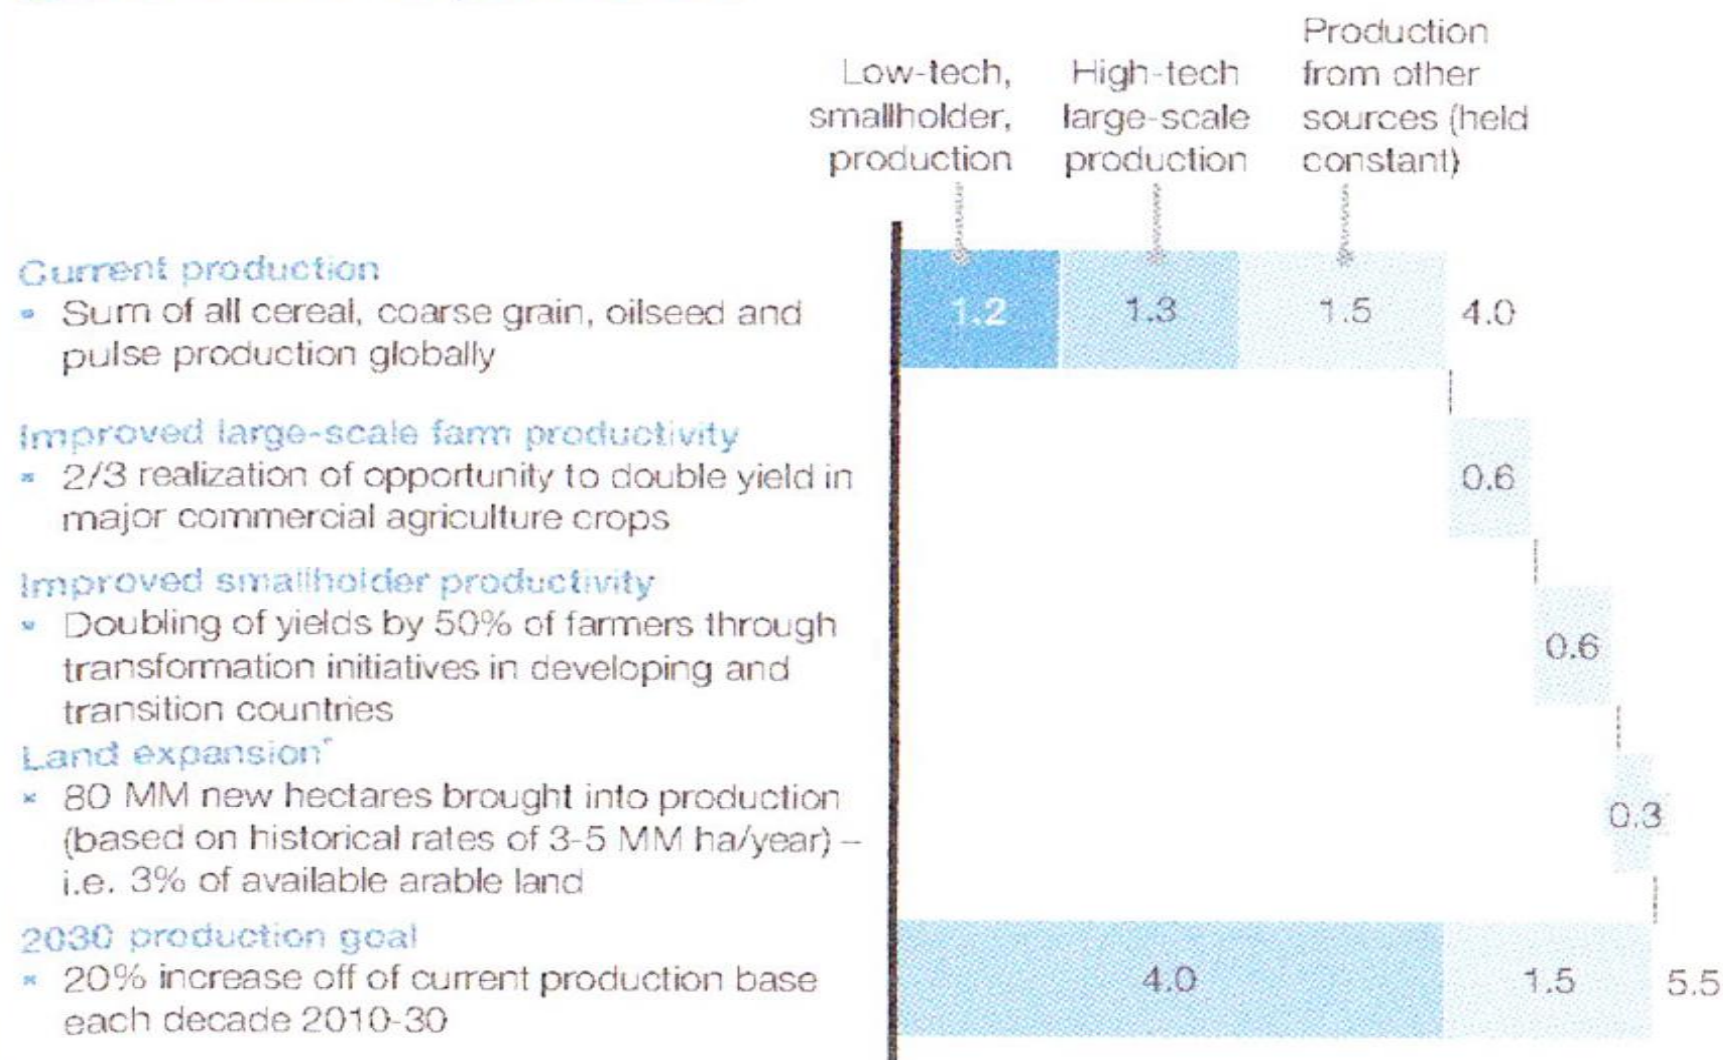 Low-tech,
smallholder,
production
High-tech
large-scale
production
Production
from other
sources (held
constant)
Current production
Sum of all cereal, coarse grain, oilseed and
pulse production globally
1.2
1.3
1.5
4.0
Improved large-scale farm productivity
2/3 realization of opportunity to double yield in
major commercial agriculture crops
0.6
Improved smallholder productivity
Doubling of yields by 50% of farmers through
transformation initiatives in developing and
transition countries
0.6
Land expansion*
80 MM new hectares brought into production
(based on historical rates of 3-5 MM ha/year) –
i.e. 3% of available arable land
0.3
2030 production goal
20% increase off of current production base
each decade 2010-30
4.0
1.5
5.5